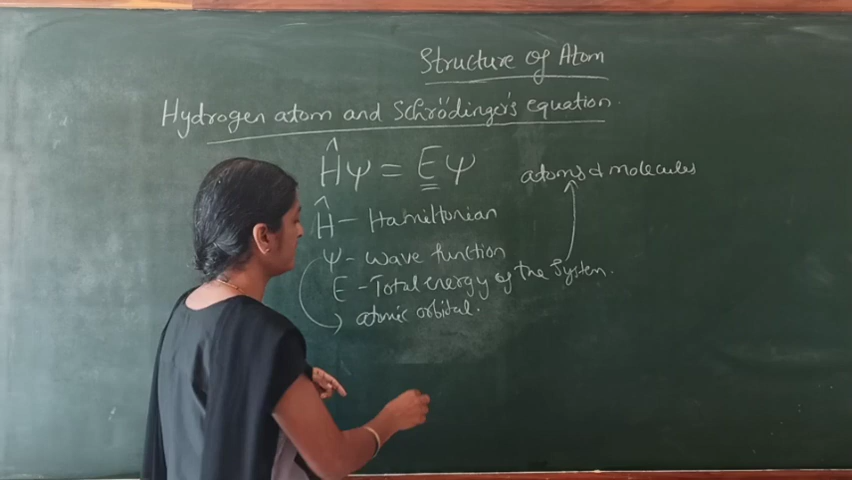 Structure of Atom
Hydrogen atom and Schrödinger's equation.
Ĥψ = Eψ
atoms & molecules
Ĥ - Hamiltonian
ψ - wave function
E - Total energy of the system.
atomic orbital.